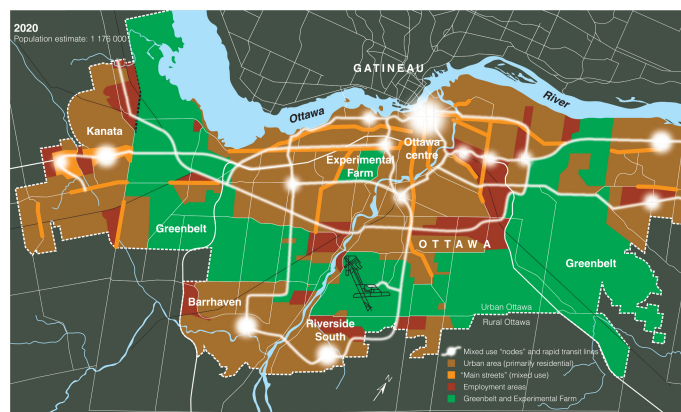 2020
Population estimate: 1 176 000
GATINEAU
Ottawa
River
Kanata
Ottawa
centre
Experimental
Farm
Greenbelt
OTTAWA
Greenbelt
Barrhaven
Riverside
South
Urban Ottawa
Rural Ottawa
Mixed use "nodes" and rapid transit lines
Urban area (primarily residential)
"Main streets" (mixed use)
Employment areas
Greenbelt and Experimental Farm
N